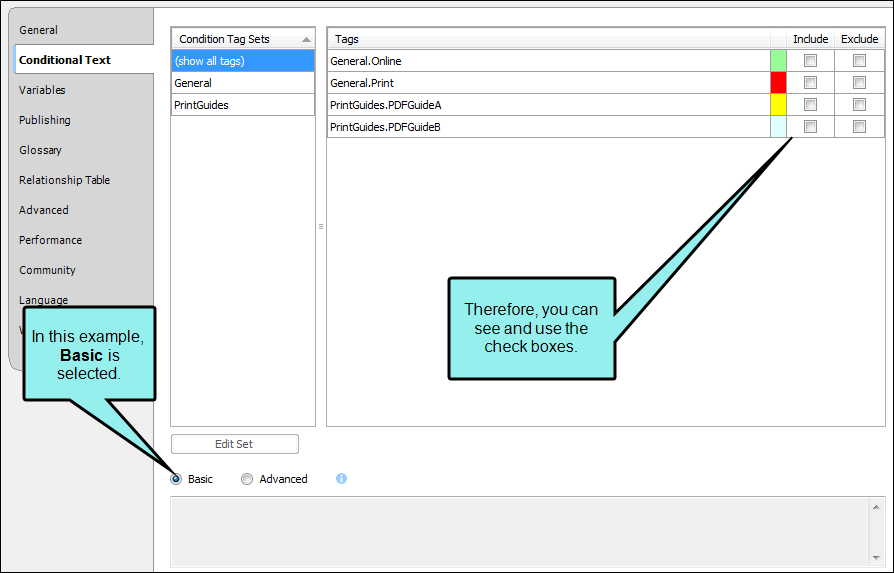 General
Conditional Text
Variables
Publishing
Glossary
Relationship Table
Advanced
Performance
Community
Language
Condition Tag Sets
(show all tags)
General
PrintGuides
Tags
Include
Exclude
General.Online
General.Print
PrintGuides.PDFGuideA
PrintGuides.PDFGuideB
Therefore, you can
see and use the
check boxes.
In this example,
Basic is
selected.
Edit Set
Basic
Advanced